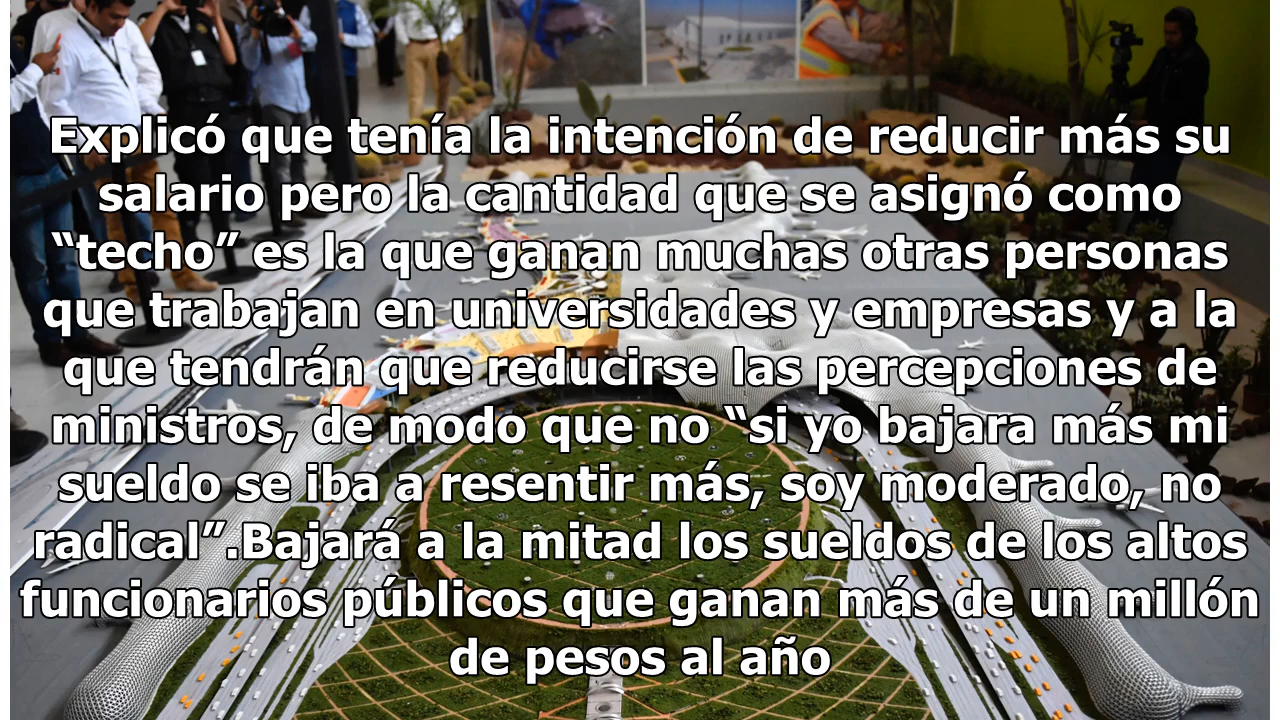 Explicó que tenía la intención de reducir más su
salario pero la cantidad que se asignó como
“techo” es la que ganan muchas otras personas
que trabajan en universidades y empresas y a la
que tendrán que reducirse las percepciones de
ministros, de modo que no “si yo bajara más mi
sueldo se iba a resentir más, soy moderado, no
radical”.Bajará a la mitad los sueldos de los altos
funcionarios públicos que ganan más de un millón
de pesos al año